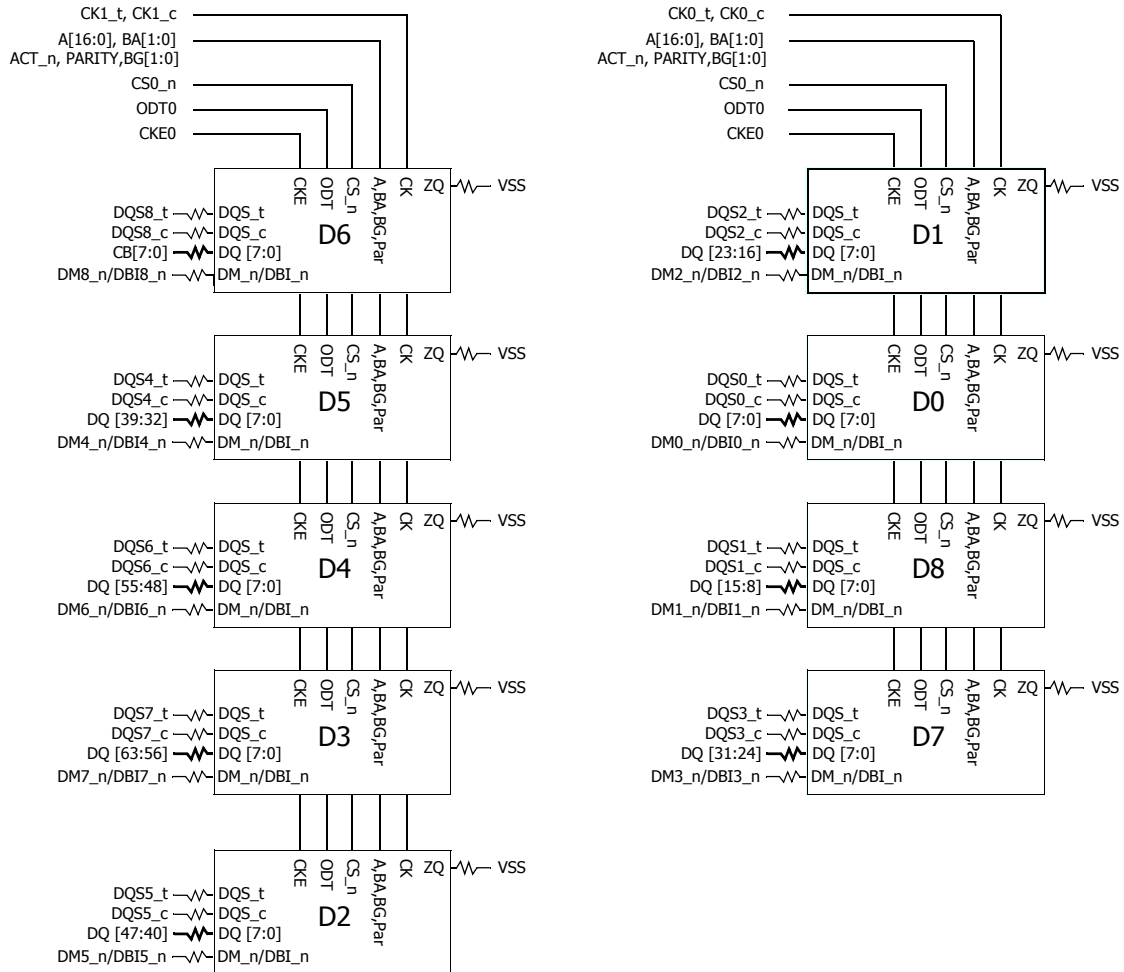 CK1_t, CK1_c
A[16:0], BA[1:0]
ACT_n, PARITY,BG[1:0]
CS0_n
ODT0
CKE0
CKE
ODT
CS_n
A,BA,BG,Par
CK
ZQ
VSS
DQS8_t
DQS_t
DQS8_c
DQS_c
D6
CB[7:0]
DQ [7:0]
DM8_n/DBI8_n
DM_n/DBI_n
CKE
ODT
CS_n
A,BA,BG,Par
CK
ZQ
VSS
DQS4_t
DQS_t
DQS4_c
DQS_c
D5
DQ [39:32]
DQ [7:0]
DM4_n/DBI4_n
DM_n/DBI_n
CKE
ODT
CS_n
A,BA,BG,Par
CK
ZQ
VSS
DQS6_t
DQS_t
DQS6_c
DQS_c
D4
DQ [55:48]
DQ [7:0]
DM6_n/DBI6_n
DM_n/DBI_n
CKE
ODT
CS_n
A,BA,BG,Par
CK
ZQ
VSS
DQS7_t
DQS_t
DQS7_c
DQS_c
D3
DQ [63:56]
DQ [7:0]
DM7_n/DBI7_n
DM_n/DBI_n
CKE
ODT
CS_n
A,BA,BG,Par
CK
ZQ
VSS
DQS5_t
DQS_t
DQS5_c
DQS_c
D2
DQ [47:40]
DQ [7:0]
DM5_n/DBI5_n
DM_n/DBI_n
CK0_t, CK0_c
A[16:0], BA[1:0]
ACT_n, PARITY,BG[1:0]
CS0_n
ODT0
CKE0
CKE
ODT
CS_n
A,BA,BG,Par
CK
ZQ
VSS
DQS2_t
DQS_t
DQS2_c
DQS_c
D1
DQ [23:16]
DQ [7:0]
DM2_n/DBI2_n
DM_n/DBI_n
CKE
ODT
CS_n
A,BA,BG,Par
CK
ZQ
VSS
DQS0_t
DQS_t
DQS0_c
DQS_c
D0
DQ [7:0]
DQ [7:0]
DM0_n/DBI0_n
DM_n/DBI_n
CKE
ODT
CS_n
A,BA,BG,Par
CK
ZQ
VSS
DQS1_t
DQS_t
DQS1_c
DQS_c
D8
DQ [15:8]
DQ [7:0]
DM1_n/DBI1_n
DM_n/DBI_n
CKE
ODT
CS_n
A,BA,BG,Par
CK
ZQ
VSS
DQS3_t
DQS_t
DQS3_c
DQS_c
D7
DQ [31:24]
DQ [7:0]
DM3_n/DBI3_n
DM_n/DBI_n